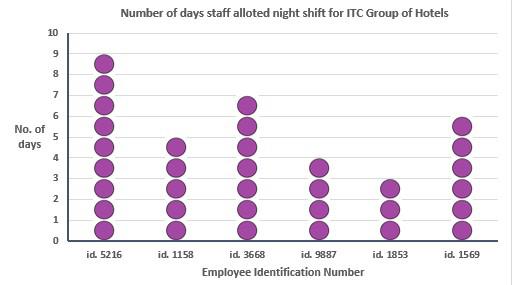 Number of days staff alloted night shift for ITC Group of Hotels
10
9
8
7
6
5
4
3
2
1
0
No. of
days
id. 5216 id. 1158 id. 3668 id. 9887 id. 1853 id. 1569
Employee Identification Number